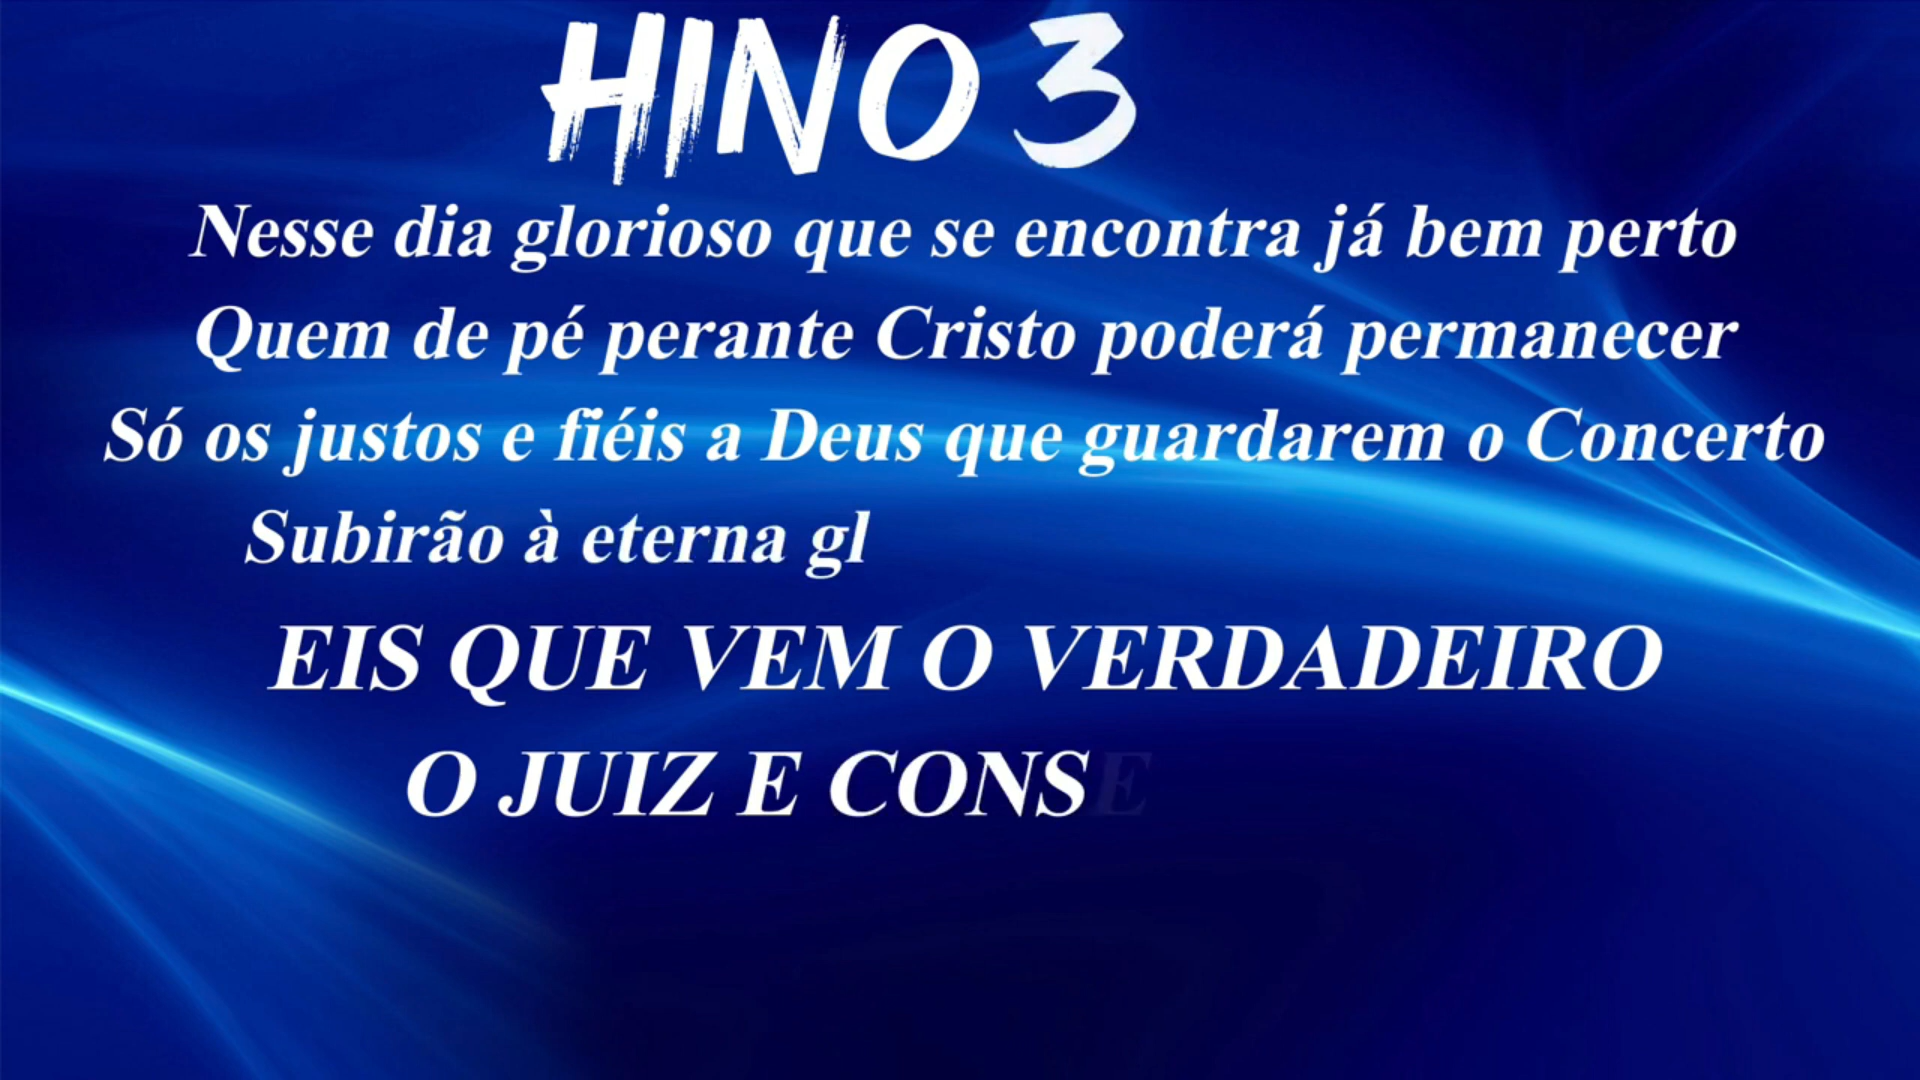 HINO 3
Nesse dia glorioso que se encontra já bem perto
Quem de pé perante Cristo poderá permanecer
Só os justos e fiéis a Deus que guardarem o Concerto
Subirão à eterna gl
EIS QUE VEM O VERDADEIRO
O JUIZ E CONSE